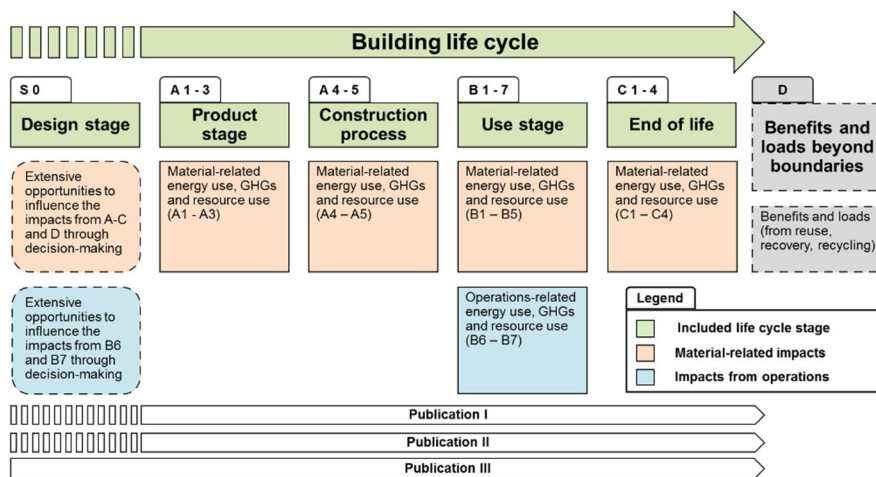 Building life cycle
S 0
Design stage
A 1 - 3
Product
stage
A 4 - 5
Construction
process
B 1 - 7
Use stage
C 1 - 4
End of life
D
Benefits and
loads beyond
boundaries
Extensive
opportunities to
influence the
impacts from A-C
and D through
decision-making
Material-related
energy use, GHGs
and resource use
(A1 - A3)
Material-related
energy use, GHGs
and resource use
(A4 – A5)
Material-related
energy use, GHGs
and resource use
(B1 – B5)
Material-related
energy use, GHGs
and resource use
(C1 – C4)
Benefits and loads
(from reuse,
recovery, recycling)
Extensive
opportunities to
influence the
impacts from B6
and B7 through
decision-making
Operations-related
energy use, GHGs
and resource use
(B6 – B7)
Legend
Included life cycle stage
Material-related impacts
Impacts from operations
Publication I
Publication II
Publication III